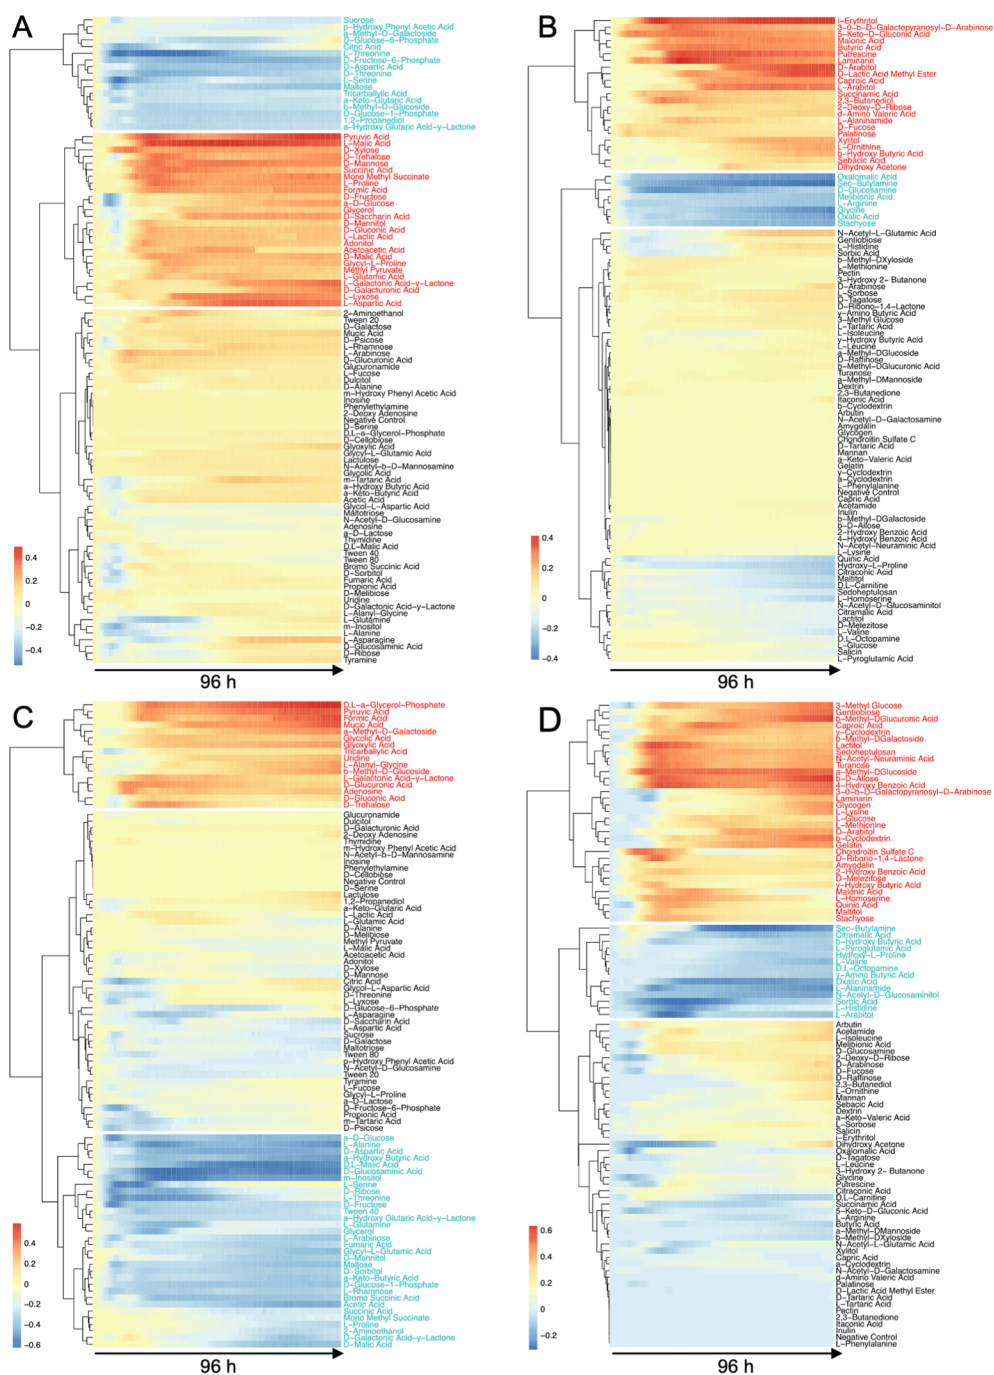 A
Sucrose
p-Hydroxy Phenyl Acetic Acid
a-Methyl-D-Galactoside
D-Glucose-6-Phosphate
Citric Acid
L-Threonine
D-Fructose-6-Phosphate
D-Aspartic Acid
D-Threonine
L-Serine
Maltose
Tricarballylic Acid
a-Keto-Glutaric Acid
b-Methyl-D-Glucoside
D-Glucose-1-Phosphate
1,2-Propanediol
a-Hydroxy Glutaric Acid-y-Lactone
Pyruvic Acid
L-Malic Acid
D-Xylose
D-Trehalose
D-Mannose
Succinic Acid
Mono Methyl Succinate
L-Proline
Formic Acid
D-Fructose
a-D-Glucose
Glycerol
D-Saccharin Acid
D-Mannitol
D-Gluconic Acid
L-Lactic Acid
Adonitol
Acetoacetic Acid
D-Malic Acid
Glycyl-L-Proline
Methyl Pyruvate
L-Glutamic Acid
L-Galactonic Acid-y-Lactone
D-Galacturonic Acid
L-Lyxose
L-Aspartic Acid
2-Aminoethanol
Tween 20
D-Galactose
Mucic Acid
D-Psicose
L-Rhamnose
L-Arabinose
D-Glucuronic Acid
Glucuronamide
L-Fucose
Dulcitol
D-Alanine
m-Hydroxy Phenyl Acetic Acid
Inosine
Phenylethylamine
2-Deoxy Adenosine
Negative Control
D-Serine
D,L-a-Glycerol-Phosphate
D-Cellobiose
Glyoxylic Acid
Glycyl-L-Glutamic Acid
Lactulose
N-Acetyl-b-D-Mannosamine
Glycolic Acid
m-Tartaric Acid
a-Hydroxy Butyric Acid
a-Keto-Butyric Acid
Acetic Acid
Glycol-L-Aspartic Acid
Maltotriose
N-Acetyl-D-Glucosamine
Adenosine
a-D-Lactose
Thymidine
D,L-Malic Acid
Tween 40
Tween 80
Bromo Succinic Acid
D-Sorbitol
Fumaric Acid
Propionic Acid
D-Melibiose
Uridine
D-Galactonic Acid-y-Lactone
L-Alanyl-Glycine
L-Glutamine
m-Inositol
L-Alanine
L-Asparagine
D-Glucosaminic Acid
D-Ribose
Tyramine
0.4
0.2
0
-0.2
-0.4
96 h
B
i-Erythritol
3-0-b-D-Galactopyranosyl-D-Arabinose
5-Keto-D-Gluconic Acid
Malonic Acid
Butyric Acid
Putrescine
Laminarin
D-Arabitol
D-Lactic Acid Methyl Ester
Caproic Acid
L-Arabitol
Succinamic Acid
2,3-Butanediol
2-Deoxy-D-Ribose
d-Amino Valeric Acid
L-Alaninamide
D-Fucose
Palatinose
Xylitol
L-Ornithine
b-Hydroxy Butyric Acid
Sebacic Acid
Dihydroxy Acetone
Oxalomalic Acid
Sec-Butylamine
D-Glucosamine
Melibionic Acid
L-Arginine
Glycine
Oxalic Acid
Stachyose
N-Acetyl-L-Glutamic Acid
Gentiobiose
L-Histidine
Sorbic Acid
b-Methyl-DXyloside
L-Methionine
Pectin
3-Hydroxy 2- Butanone
D-Arabinose
L-Sorbose
D-Tagatose
D-Ribono-1,4-Lactone
y-Amino Butyric Acid
3-Methyl Glucose
L-Tartaric Acid
L-Isoleucine
y-Hydroxy Butyric Acid
L-Leucine
a-Methyl-DGlucoside
D-Raffinose
b-Methyl-DGlucuronic Acid
Turanose
a-Methyl-DMannoside
Dextrin
2,3-Butanedione
Itaconic Acid
b-Cyclodextrin
Arbutin
N-Acetyl-D-Galactosamine
Amygdalin
Glycogen
Chondroitin Sulfate C
D-Tartaric Acid
Mannan
a-Keto-Valeric Acid
Gelatin
y-Cyclodextrin
a-Cyclodextrin
L-Phenylalanine
Negative Control
Capric Acid
Acetamide
Inulin
b-Methyl-DGalactoside
b-D-Allose
2-Hydroxy Benzoic Acid
4-Hydroxy Benzoic Acid
N-Acetyl-Neuraminic Acid
L-Lysine
Quinic Acid
Hydroxy-L-Proline
Citraconic Acid
Maltitol
D,L-Carnitine
Sedoheptulosan
L-Homoserine
N-Acetyl-D-Glucosaminitol
Citramalic Acid
Lactitol
D-Melezitose
L-Valine
D,L-Octopamine
L-Glucose
Salicin
L-Pyroglutamic Acid
0.4
0.2
0
-0.2
-0.4
96 h
C
D,L-a-Glycerol-Phosphate
Pyruvic Acid
Formic Acid
Mucic Acid
a-Methyl-D-Galactoside
Glycolic Acid
Glyoxylic Acid
Tricarballylic Acid
Uridine
L-Alanyl-Glycine
b-Methyl-D-Glucoside
L-Galactonic Acid-y-Lactone
D-Glucuronic Acid
Adenosine
D-Gluconic Acid
D-Trehalose
Glucuronamide
Dulcitol
D-Galacturonic Acid
2-Deoxy Adenosine
Thymidine
m-Hydroxy Phenyl Acetic Acid
N-Acetyl-b-D-Mannosamine
Inosine
Phenylethylamine
D-Cellobiose
Negative Control
D-Serine
Lactulose
1,2-Propanediol
a-Keto-Glutaric Acid
L-Lactic Acid
L-Glutamic Acid
D-Alanine
D-Melibiose
Methyl Pyruvate
L-Malic Acid
Acetoacetic Acid
Adonitol
D-Xylose
D-Mannose
Citric Acid
Glycol-L-Aspartic Acid
D-Threonine
L-Lyxose
D-Glucose-6-Phosphate
L-Asparagine
D-Saccharin Acid
L-Aspartic Acid
Sucrose
D-Galactose
Maltotriose
Tween 80
p-Hydroxy Phenyl Acetic Acid
N-Acetyl-D-Glucosamine
Tween 20
Tyramine
L-Fucose
Glycyl-L-Proline
a-D-Lactose
D-Fructose-6-Phosphate
Propionic Acid
m-Tartaric Acid
D-Psicose
a-D-Glucose
L-Alanine
D-Aspartic Acid
a-Hydroxy Butyric Acid
D,L-Malic Acid
D-Glucosaminic Acid
m-Inositol
L-Serine
D-Ribose
L-Threonine
D-Fructose
Tween 40
a-Hydroxy Glutaric Acid-y-Lactone
L-Glutamine
Glycerol
L-Arabinose
Fumaric Acid
Glycyl-L-Glutamic Acid
D-Mannitol
Maltose
D-Sorbitol
a-Keto-Butyric Acid
D-Glucose-1-Phosphate
L-Rhamnose
Bromo Succinic Acid
Acetic Acid
Succinic Acid
Mono Methyl Succinate
L-Proline
2-Aminoethanol
D-Galactonic Acid-y-Lactone
D-Malic Acid
0.4
0.2
0
-0.2
-0.4
-0.6
96 h
D
3-Methyl Glucose
Gentiobiose
b-Methyl-DGlucuronic Acid
Caproic Acid
y-Cyclodextrin
b-Methyl-DGalactoside
Lactitol
Sedoheptulosan
N-Acetyl-Neuraminic Acid
Turanose
a-Methyl-DGlucoside
b-D-Allose
4-Hydroxy Benzoic Acid
3-0-b-D-Galactopyranosyl-D-Arabinose
Laminarin
Glycogen
L-Lysine
L-Glucose
L-Methionine
D-Arabitol
b-Cyclodextrin
Gelatin
Chondroitin Sulfate C
D-Ribono-1,4-Lactone
Amygdalin
2-Hydroxy Benzoic Acid
D-Melezitose
y-Hydroxy Butyric Acid
Malonic Acid
L-Homoserine
Quinic Acid
Maltitol
Stachyose
Sec-Butylamine
Citramalic Acid
b-Hydroxy Butyric Acid
L-Pyroglutamic Acid
Hydroxy-L-Proline
L-Valine
D,L-Octopamine
y-Amino Butyric Acid
Oxalic Acid
L-Alaninamide
N-Acetyl-D-Glucosaminitol
Sorbic Acid
L-Histidine
L-Arabitol
Arbutin
Acetamide
L-Isoleucine
Melibionic Acid
D-Glucosamine
2-Deoxy-D-Ribose
D-Arabinose
D-Fucose
D-Raffinose
2,3-Butanediol
L-Ornithine
Mannan
Sebacic Acid
Dextrin
a-Keto-Valeric Acid
L-Sorbose
Salicin
i-Erythritol
Dihydroxy Acetone
Oxalomalic Acid
D-Tagatose
L-Leucine
3-Hydroxy 2- Butanone
Glycine
Putrescine
Citraconic Acid
D,L-Carnitine
Succinamic Acid
5-Keto-D-Gluconic Acid
L-Arginine
Butyric Acid
a-Methyl-DMannoside
b-Methyl-DXyloside
N-Acetyl-L-Glutamic Acid
Xylitol
Capric Acid
a-Cyclodextrin
N-Acetyl-D-Galactosamine
d-Amino Valeric Acid
Palatinose
D-Lactic Acid Methyl Ester
D-Tartaric Acid
L-Tartaric Acid
Pectin
2,3-Butanedione
Itaconic Acid
Inulin
Negative Control
L-Phenylalanine
0.6
0.4
0.2
0
-0.2
96 h